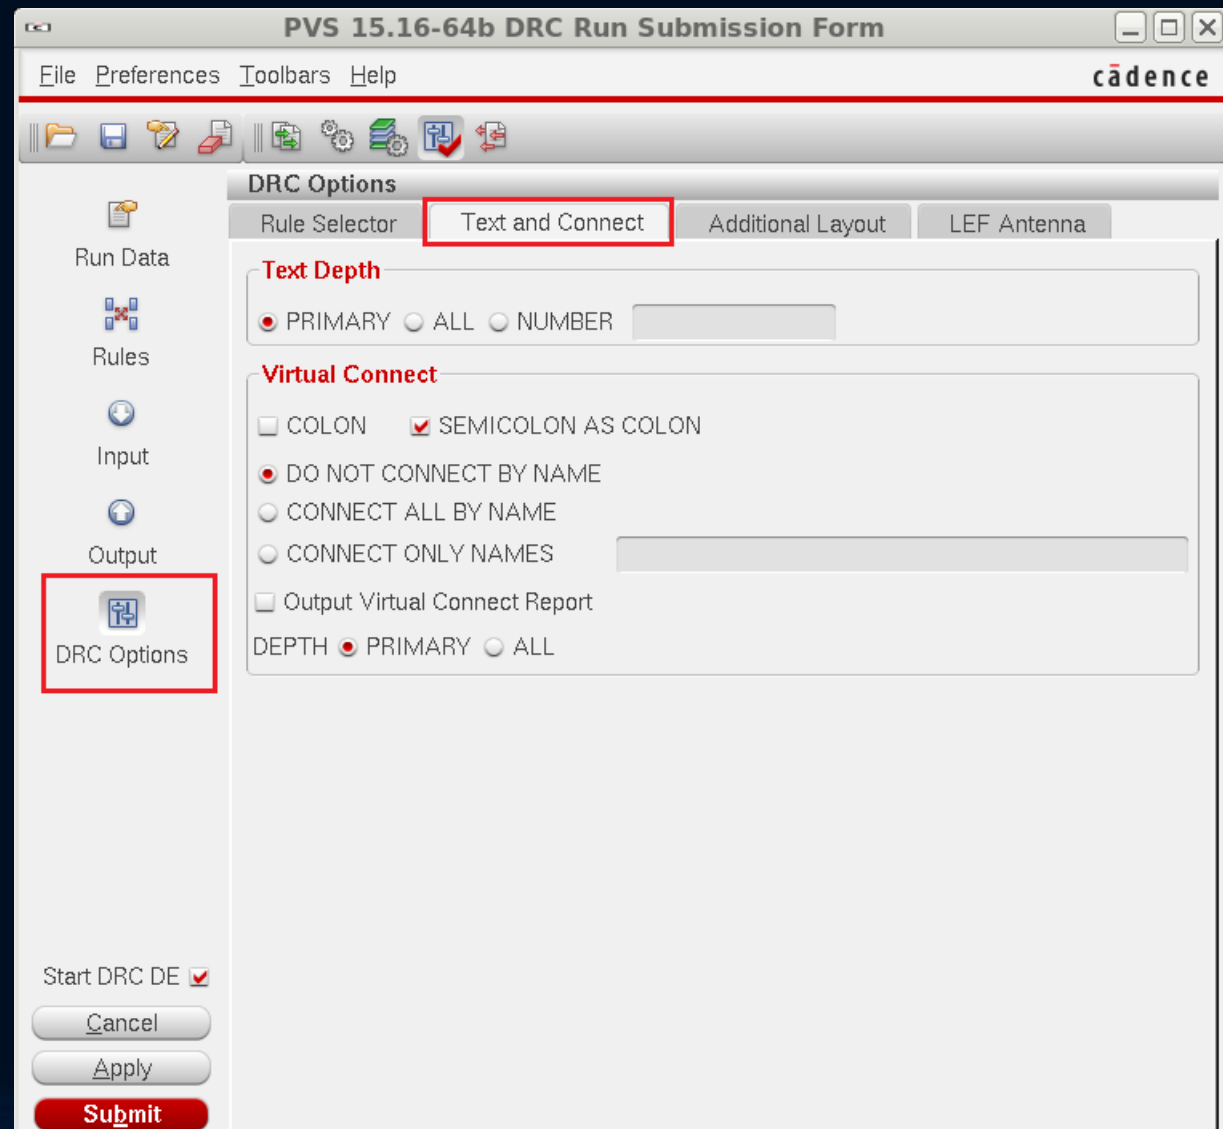 PVS 15.16-64b DRC Run Submission Form
File Preferences Toolbars Help
cādence
DRC Options
Rule Selector Text and Connect Additional Layout LEF Antenna
Run Data
Rules
Input
Output
DRC Options
Text Depth
PRIMARY ALL NUMBER
Virtual Connect
COLON SEMICOLON AS COLON
DO NOT CONNECT BY NAME
CONNECT ALL BY NAME
CONNECT ONLY NAMES
Output Virtual Connect Report
DEPTH PRIMARY ALL
Start DRC DE
Cancel
Apply
Submit